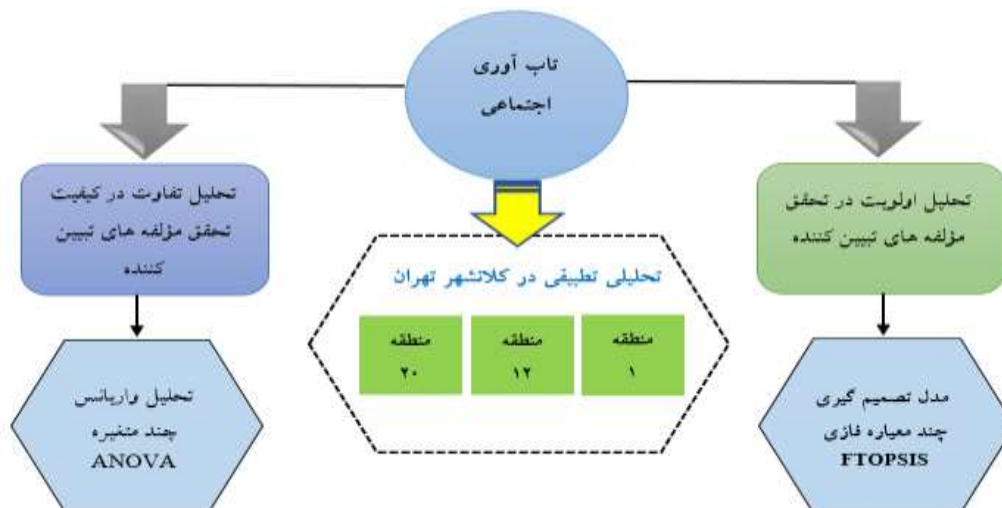 تاب آوری
اجتماعی
تحلیل اولویت در تحقق
مؤلفه های تبیین کننده
مدل تصمیم گیری
چند معیاره فازی
FTOPSIS
تحلیلی تطبیقی در کلانشهر تهران
منطقه
۱
منطقه
۱۲
منطقه
۲۰
تحلیل تفاوت در کیفیت
تحقق مؤلفه های تبیین
کننده
تحلیل واریانس
چند متغیره
ANOVA